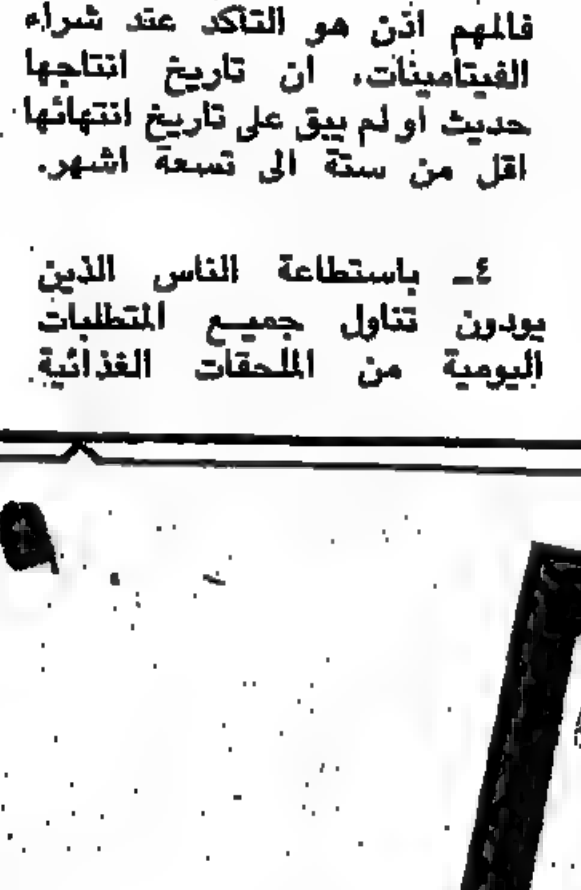 فالمهم اذن هو التاكد عند شراء
الفيتامينات، ان تاريخ انتاجها
حديث او لم يبق على تاريخ انتهائها
اقل من ستة الى تسعة اشهر.
٤ـ باستطاعة الناس الذين
يودون تناول جميع المتطلبات
اليومية من الملحقات الغذائية